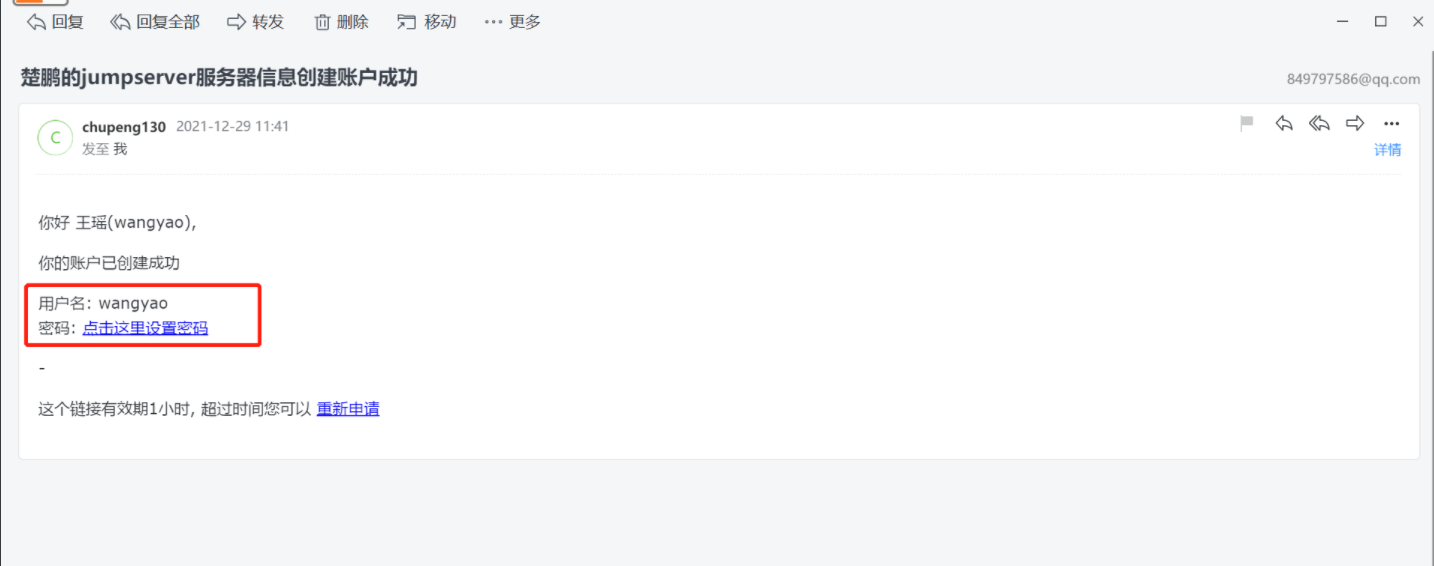 回复 回复全部 转发 删除 移动 更多
楚鹏的jumpserver服务器信息创建账户成功
849797586@qq.com
C
chupeng130 2021-12-29 11:41
发至 我
详情
你好 王瑶(wangyao),
你的账户已创建成功
用户名: wangyao
密码: 点击这里设置密码
-
这个链接有效期1小时, 超过时间您可以 重新申请